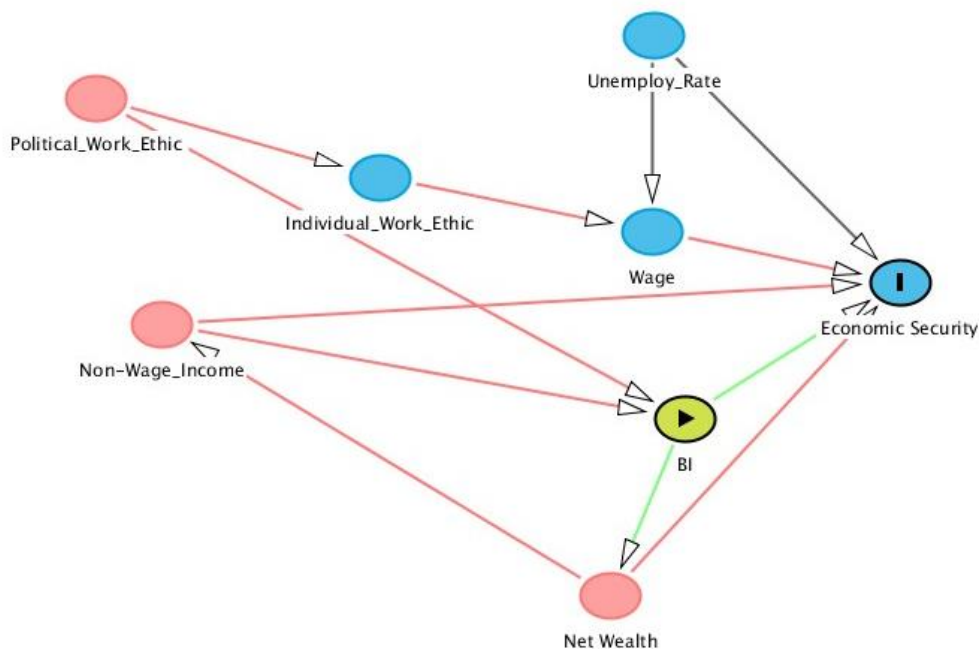 Unemploy_Rate
Political_Work_Ethic
Individual_Work_Ethic
Wage
Economic Security
Non-Wage_Income
BI
Net Wealth